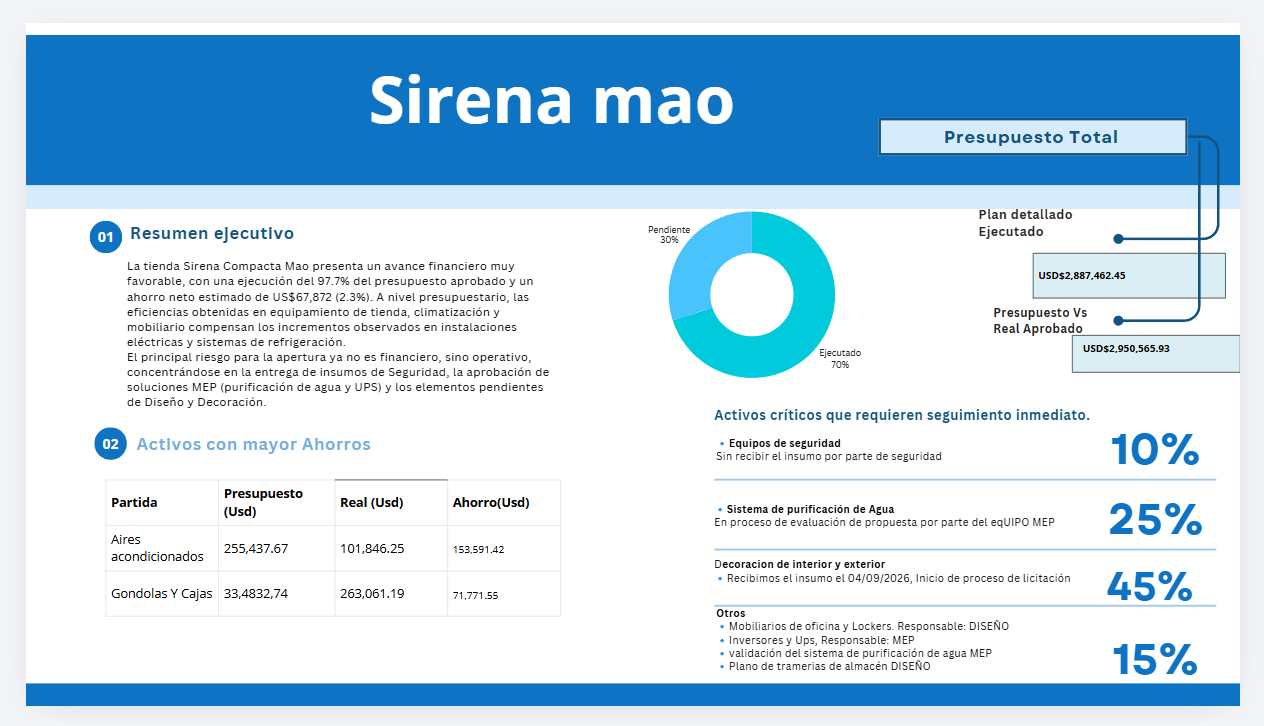 Sirena mao
Presupuesto Total
01
Resumen ejecutivo
La tienda Sirena Compacta Mao presenta un avance financiero muy
favorable, con una ejecución del 97.7% del presupuesto aprobado y un
ahorro neto estimado de US$67,872 (2.3%). A nivel presupuestario, las
eficiencias obtenidas en equipamiento de tienda, climatización y
mobiliario compensan los incrementos observados en instalaciones
eléctricas y sistemas de refrigeración.
El principal riesgo para la apertura ya no es financiero, sino operativo,
concentrándose en la entrega de insumos de Seguridad, la aprobación de
soluciones MEP (purificación de agua y UPS) y los elementos pendientes
de Diseño y Decoración.
02
Activos con mayor Ahorros
Partida
Presupuesto
(Usd)
Real (Usd)
Ahorro(Usd)
Aires
acondicionados
255,437.67
101,846.25
153,591.42
Gondolas Y Cajas
33,4832,74
263,061.19
71,771.55
Pendiente
30%
Ejecutado
70%
Plan detallado
Ejecutado
USD$2,887,462.45
Presupuesto Vs
Real Aprobado
USD$2,950,565.93
Activos críticos que requieren seguimiento inmediato.
🔹 Equipos de seguridad
Sin recibir el insumo por parte de seguridad
10%
🔹 Sistema de purificación de Agua
En proceso de evaluación de propuesta por parte del eqUIPO MEP
25%
Decoracion de interior y exterior
🔹 Recibimos el insumo el 04/09/2026, Inicio de proceso de licitación
45%
Otros
🔹 Mobiliarios de oficina y Lockers. Responsable: DISEÑO
🔹 Inversores y Ups, Responsable: MEP
🔹 validación del sistema de purificación de agua MEP
🔹 Plano de tramerias de almacén DISEÑO
15%